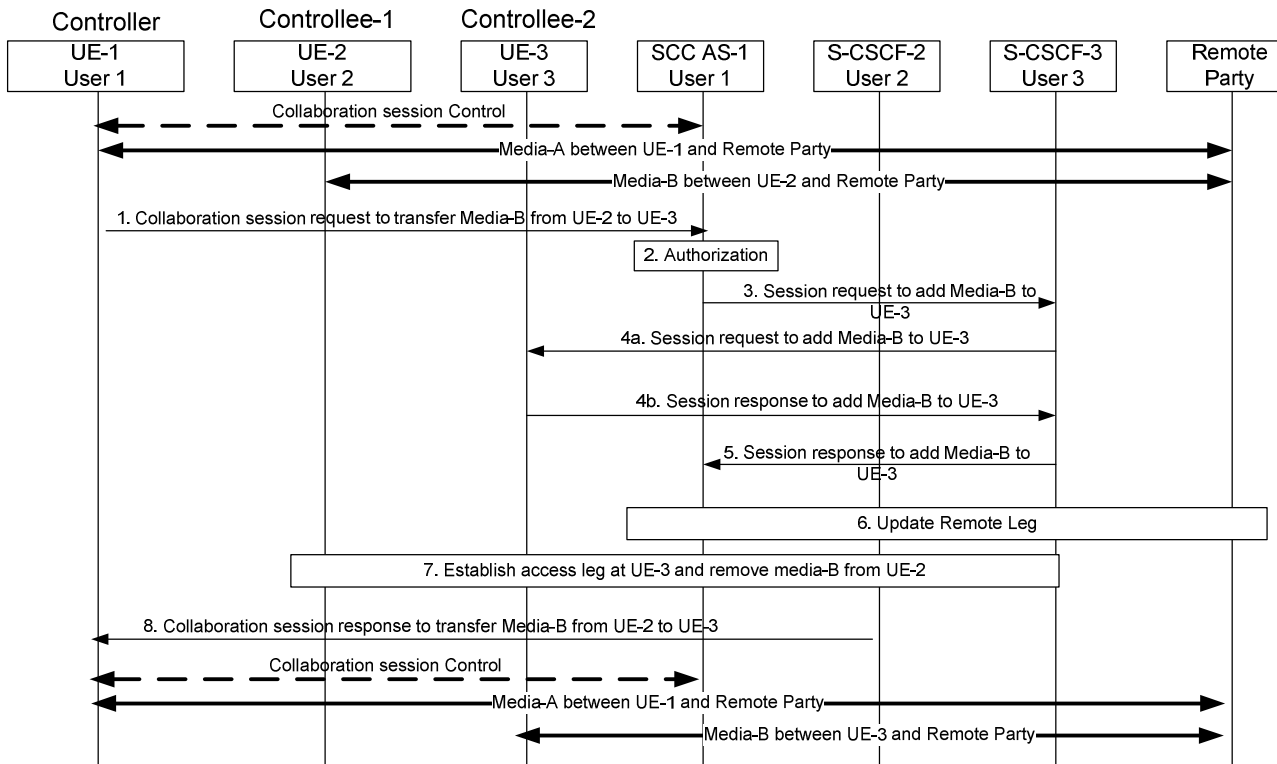 Controller
Controllee-1
Controllee-2
UE-1
User 1
UE-2
User 2
UE-3
User 3
SCC AS-1
User 1
S-CSCF-2
User 2
S-CSCF-3
User 3
Remote
Party
Collaboration session Control
Media-A between UE-1 and Remote Party
Media-B between UE-2 and Remote Party
1. Collaboration session request to transfer Media-B from UE-2 to UE-3
2. Authorization
3. Session request to add Media-B to
UE-3
4a. Session request to add Media-B to UE-3
4b. Session response to add Media-B to UE-3
5. Session response to add Media-B to
UE-3
6. Update Remote Leg
7. Establish access leg at UE-3 and remove media-B from UE-2
8. Collaboration session response to transfer Media-B from UE-2 to UE-3
Collaboration session Control
Media-A between UE-1 and Remote Party
Media-B between UE-3 and Remote Party